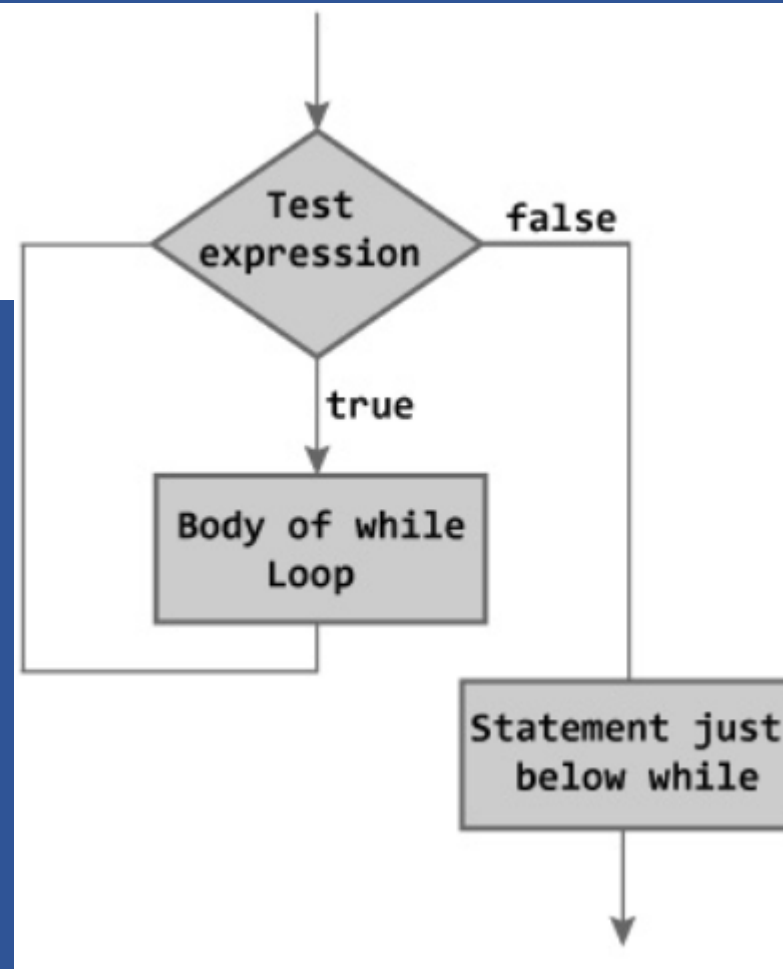 Test
expression
false
true
Body of while
Loop
Statement just
below while